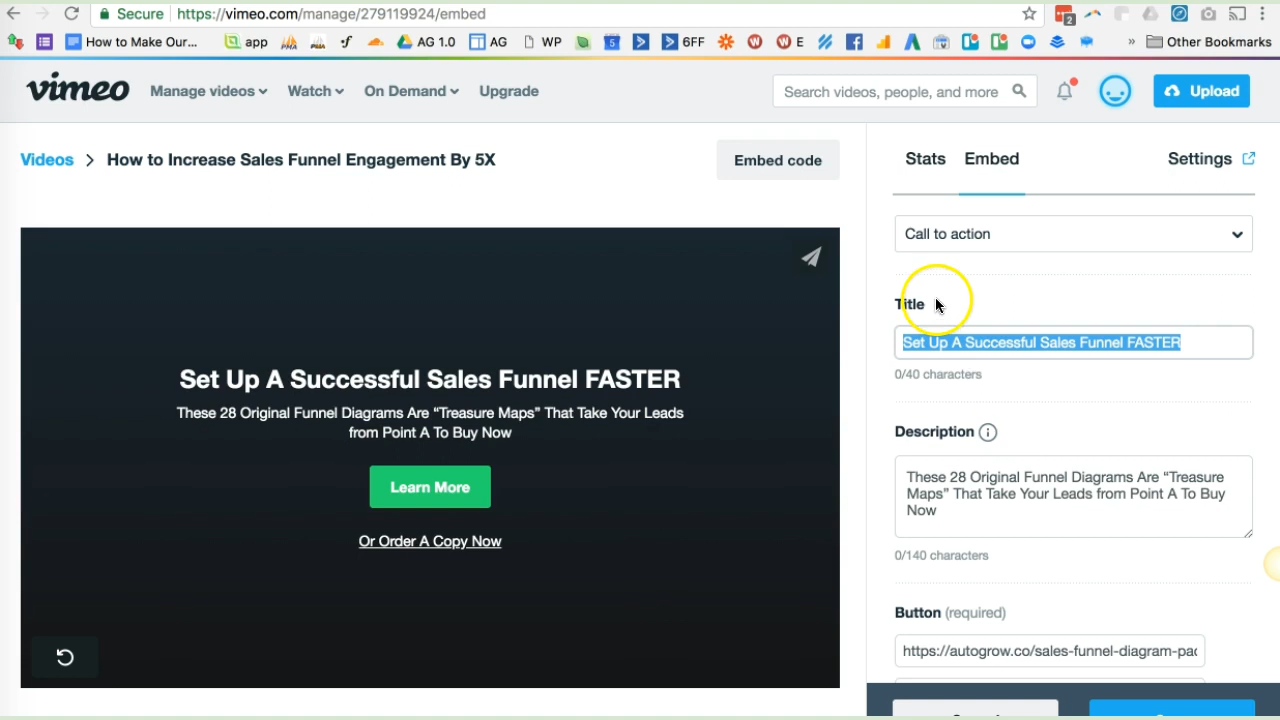 Secure https://vimeo.com/manage/279119924/embed
2
How to Make Our...
app
AG 1.0
AG
WP
5
6FF
E
» Other Bookmarks
vimeo
Manage videos
Watch
On Demand
Upgrade
Search videos, people, and more
Upload
Videos > How to Increase Sales Funnel Engagement By 5X
Embed code
Stats
Embed
Settings
Call to action
Title
Set Up A Successful Sales Funnel FASTER
0/40 characters
Set Up A Successful Sales Funnel FASTER
These 28 Original Funnel Diagrams Are “Treasure Maps” That Take Your Leads
from Point A To Buy Now
Learn More
Or Order A Copy Now
Description
These 28 Original Funnel Diagrams Are “Treasure
Maps” That Take Your Leads from Point A To Buy
Now
0/140 characters
Button (required)
https://autogrow.co/sales-funnel-diagram-pac